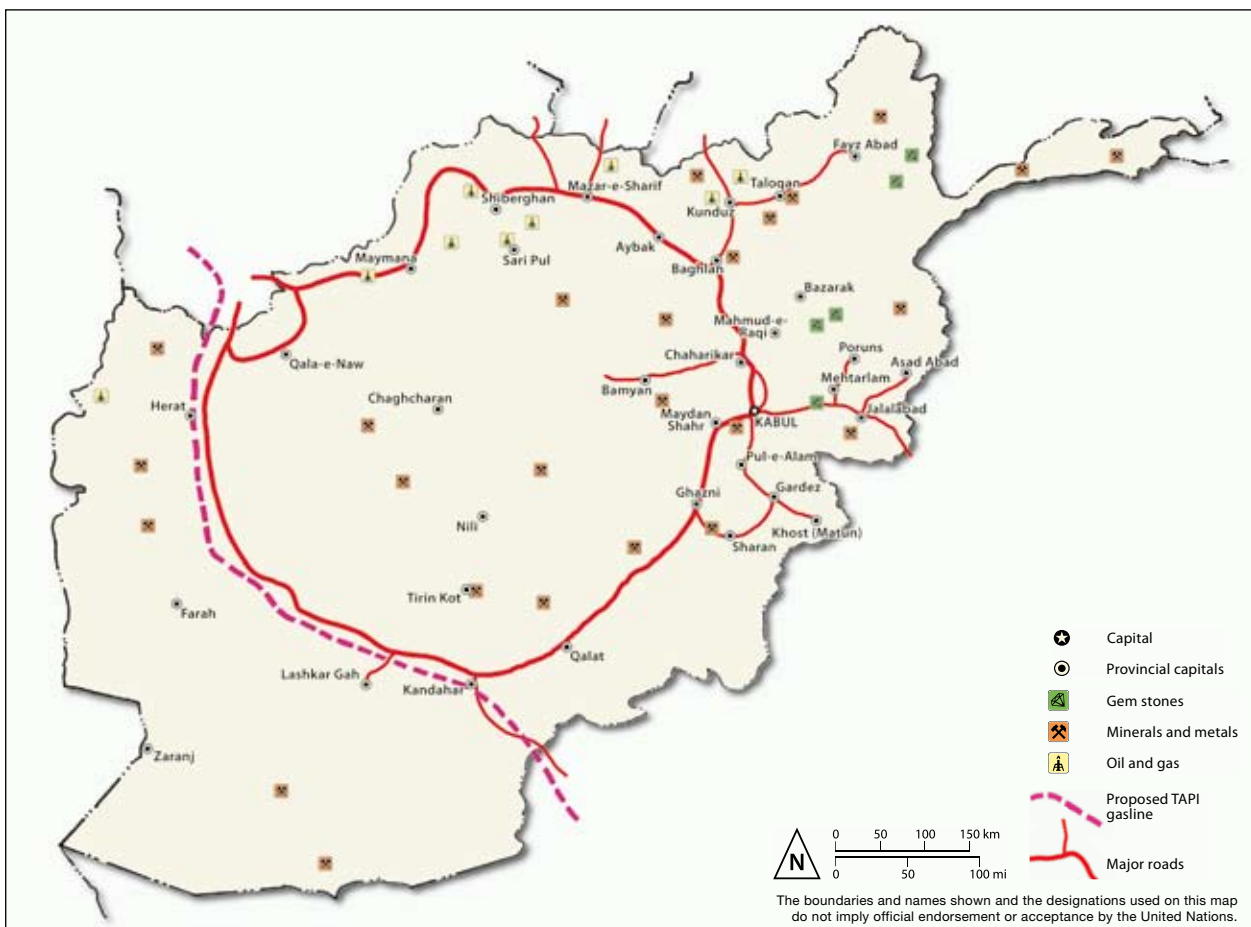 Fayz Abad
Mazar-e-Sharif
Taloqan
Shiberghan
Kunduz
Aybak
Maymana
Sari Pul
Baghlan
Bazarak
Mahmud-e-
Raqi
Qala-e-Naw
Chaharikar
Poruns
Asad Abad
Mehtarlam
Bamyan
Chaghcharan
Herat
Maydan
Shahr
KABUL
Jalalabad
Pul-e-Alam
Ghazni
Gardez
Nili
Khost (Matun)
Sharan
Tirin Kot
Farah
Qalat
Lashkar Gah
Kandahar
Zaranj
Capital
Provincial capitals
Gem stones
Minerals and metals
Oil and gas
Proposed TAPI
gasline
Major roads
N
0 50 100 150 km
0 50 100 mi
The boundaries and names shown and the designations used on this map
do not imply official endorsement or acceptance by the United Nations.